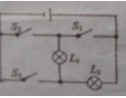 S₂ S₁
L₁
S₃ L₂